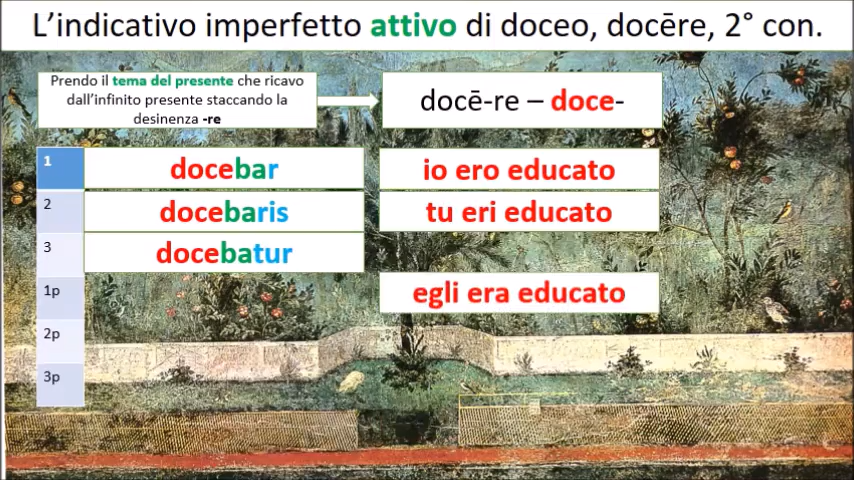 L’indicativo imperfetto attivo di doceo, docēre, 2° con.
Prendo il tema del presente che ricavo
dall’infinito presente staccando la
desinenza -re
docē-re – doce-
1
docebar
io ero educato
2
docebaris
tu eri educato
3
docebatur
1p
egli era educato
2p
3p